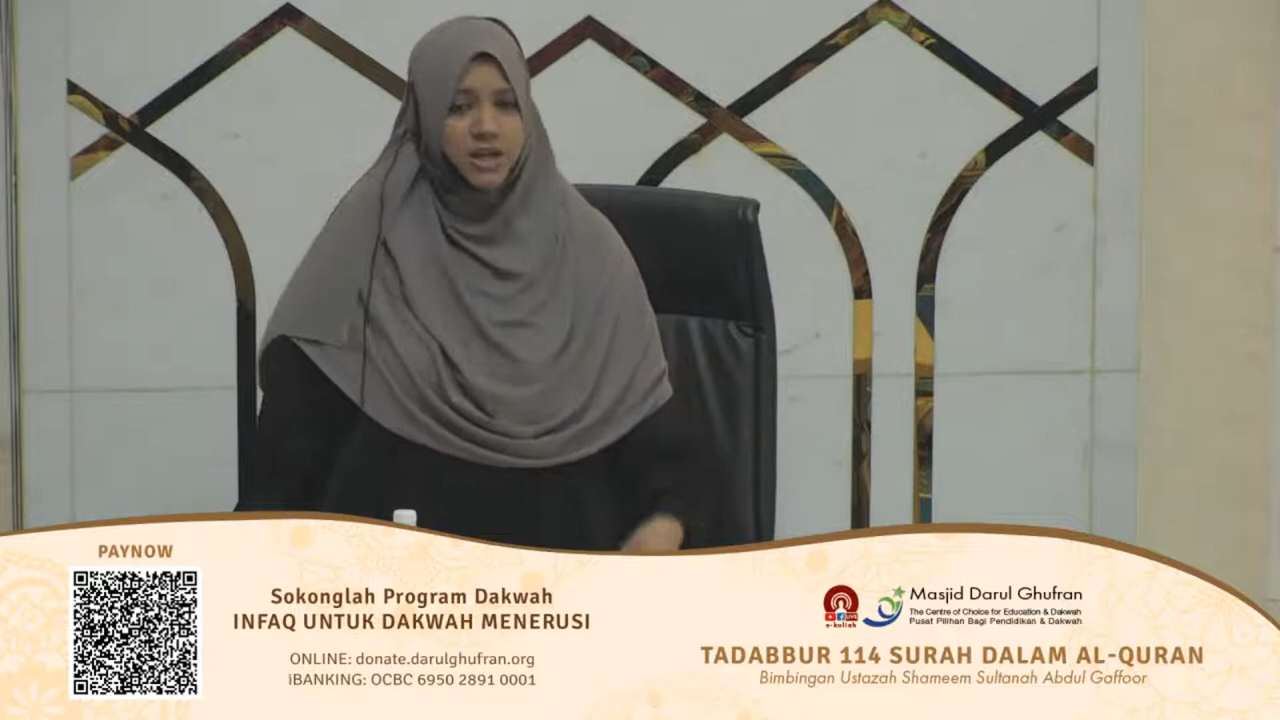 PAYNOW
Sokonglah Program Dakwah
INFAQ UNTUK DAKWAH MENERUSI
ONLINE: donate.darulghufran.org
iBANKING: OCBC 6950 2891 0001
LIVE
e-kuliah
Masjid Darul Ghufran
The Centre of Choice for Education & Dakwah
Pusat Pilihan Bagi Pendidikan & Dakwah
TADABBUR 114 SURAH DALAM AL-QURAN
Bimbingan Ustazah Shameem Sultanah Abdul Gaffoor